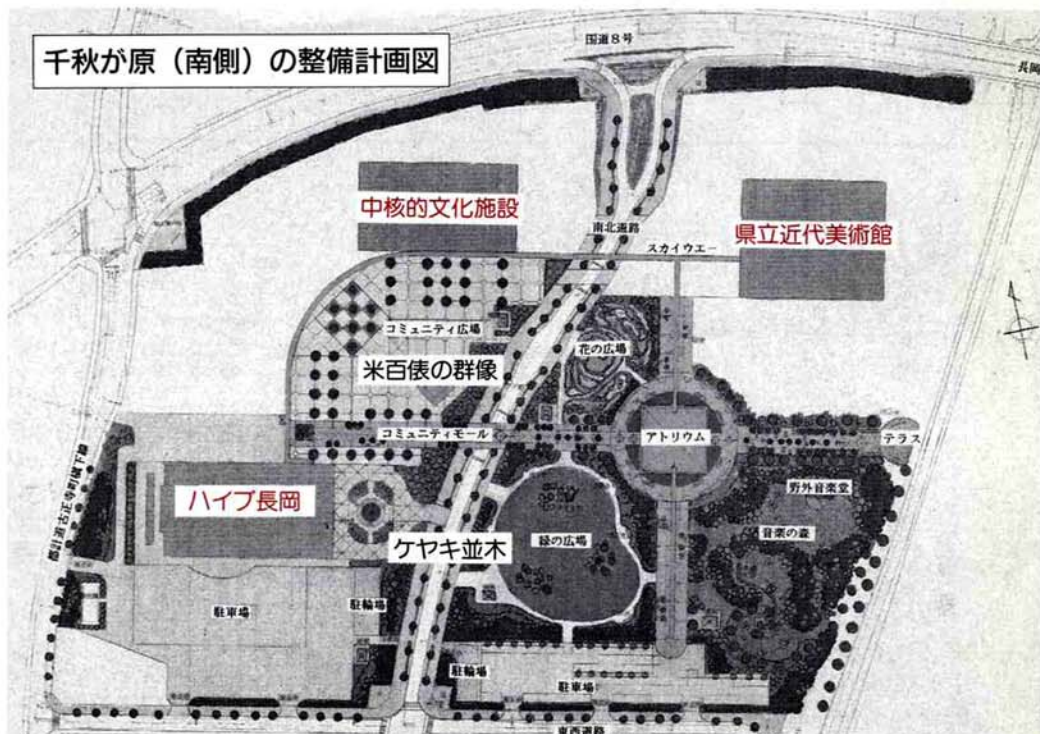 千秋が原（南側）の整備計画図
国道８号
長岡
中核的文化施設
南北道路
県立近代美術館
スカイウエー
コミュニティ広場
花の広場
米百俵の群像
コミュニティモール
アトリウム
テラス
ハイブ長岡
野外音楽堂
音楽の森
ケヤキ並木
緑の広場
駐車場
駐輪場
駐輪場
駐車場
東西道路